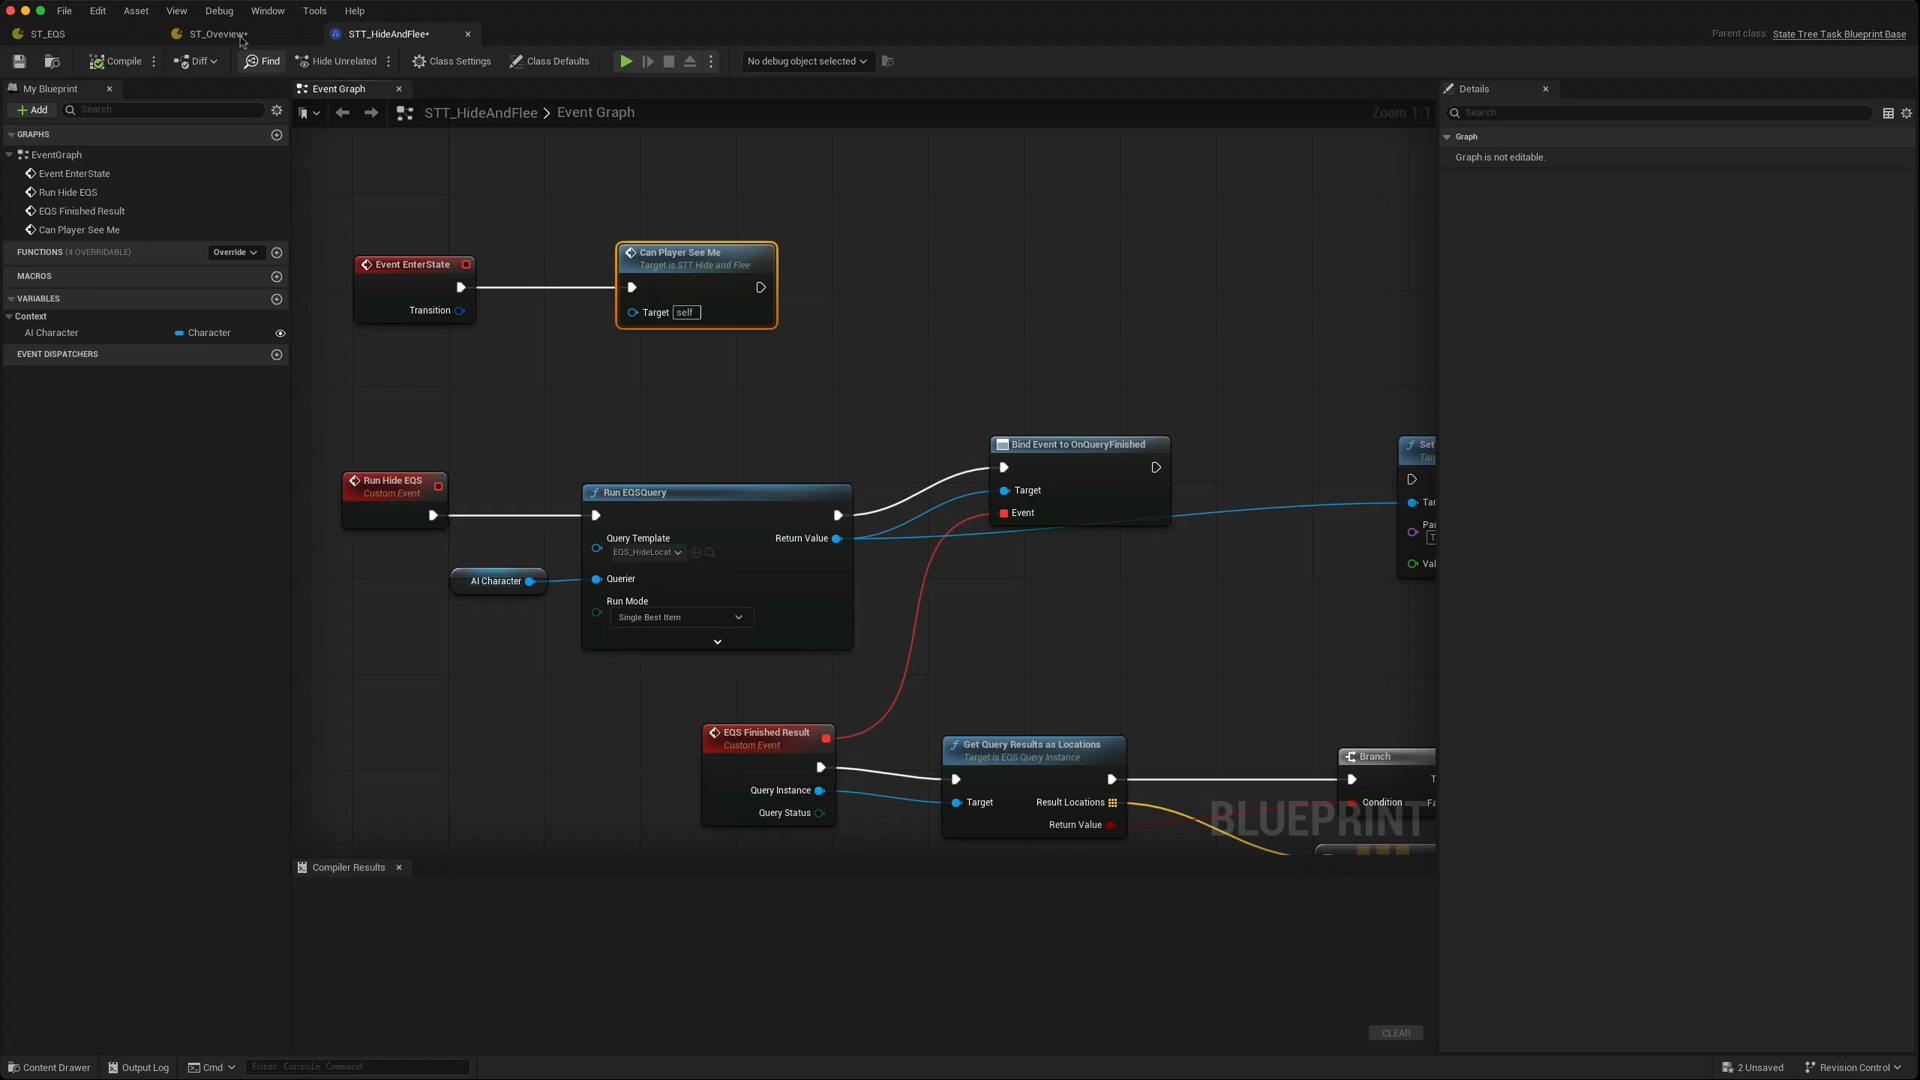 File Edit Asset View Debug Window Tools Help
ST_EQS ST_Oveview* STT_HideAndFlee* Parent class: State Tree Task Blueprint Base
Compile Diff Find Hide Unrelated Class Settings Class Defaults No debug object selected
My Blueprint Event Graph Details
Add Search STT_HideAndFlee > Event Graph Zoom 1:1 Search
GRAPHS
Graph
EventGraph
Graph is not editable.
Event EnterState
Run Hide EQS
EQS Finished Result
Can Player See Me
FUNCTIONS (4 OVERRIDABLE) Override
MACROS
VARIABLES
Context
AI Character Character
EVENT DISPATCHERS
Event EnterState
Transition
Can Player See Me
Target is STT Hide and Flee
Target self
Run Hide EQS
Custom Event
AI Character
Run EQSQuery
Query Template Return Value
EQS_HideLocat
Querier
Run Mode
Single Best Item
Bind Event to OnQueryFinished
Target
Event
Set
Tar
Tar
Par
T
Val
EQS Finished Result
Custom Event
Query Instance
Query Status
Get Query Results as Locations
Target is EQS Query Instance
Target Result Locations
Return Value
Branch
T
Condition Fa
BLUEPRINT
Compiler Results
CLEAR
Content Drawer Output Log Cmd Enter Console Command 2 Unsaved Revision Control